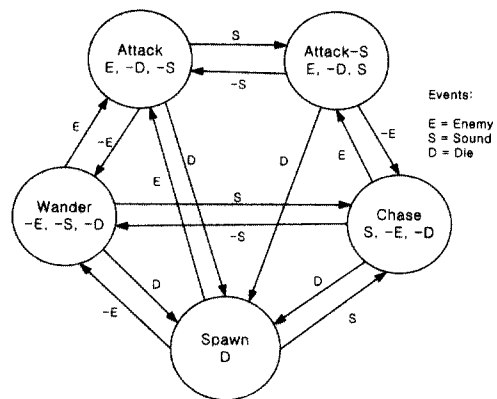 Attack
E, -D, -S
S
-S
Attack-S
E, -D, S
Events:
E = Enemy
S = Sound
D = Die
E
-E
D
E
D
E
-E
Wander
-E, -S, -D
S
-S
Chase
S, -E, -D
D
-E
D
S
Spawn
D